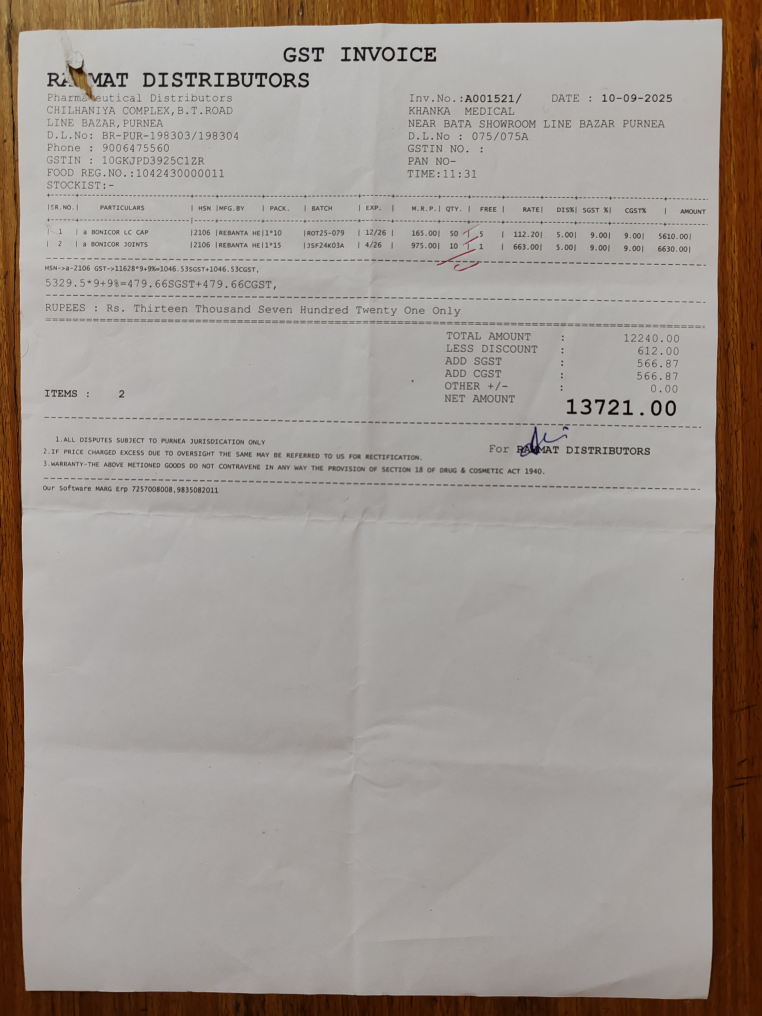 GST INVOICE
RAHMAT DISTRIBUTORS
Pharmaceutical Distributors
CHILHANIYA COMPLEX,B.T.ROAD
LINE BAZAR,PURNEA
D.L.No: BR-PUR-198303/198304
Phone : 9006475560
GSTIN : 10GKJPD3925C1ZR
FOOD REG.NO.:1042430000011
STOCKIST:-
Inv.No.:A001521/ DATE : 10-09-2025
KHANKA MEDICAL
NEAR BATA SHOWROOM LINE BAZAR PURNEA
D.L.No : 075/075A
GSTIN NO. :
PAN NO-
TIME:11:31
|SR.NO.| PARTICULARS | HSN |MFG.BY | PACK. | BATCH | EXP. | M.R.P.| QTY. | FREE | RATE| DIS%| SGST %| CGST% | AMOUNT
| 1 | a BONICOR LC CAP |2106 |REBANTA HE|1*10 |ROT25-079 | 12/26 | 165.00| 50 | 5 | 112.20| 5.00| 9.00| 9.00| 5610.00|
| 2 | a BONICOR JOINTS |2106 |REBANTA HE|1*15 |JSF24K03A | 4/26 | 975.00| 10 | 1 | 663.00| 5.00| 9.00| 9.00| 6630.00|
HSN->a-2106 GST->11628*9+9%=1046.53SGST+1046.53CGST,
5329.5*9+9%=479.66SGST+479.66CGST,
RUPEES : Rs. Thirteen Thousand Seven Hundred Twenty One Only
TOTAL AMOUNT : 12240.00
LESS DISCOUNT : 612.00
ADD SGST : 566.87
ADD CGST : 566.87
OTHER +/- : 0.00
NET AMOUNT 13721.00
ITEMS : 2
1.ALL DISPUTES SUBJECT TO PURNEA JURISDICATION ONLY
2.IF PRICE CHARGED EXCESS DUE TO OVERSIGHT THE SAME MAY BE REFERRED TO US FOR RECTIFICATION.
3.WARRANTY-THE ABOVE METIONED GOODS DO NOT CONTRAVENE IN ANY WAY THE PROVISION OF SECTION 18 OF DRUG & COSMETIC ACT 1940.
For RAHMAT DISTRIBUTORS
Our Software MARG Erp 7257008008,9835082011